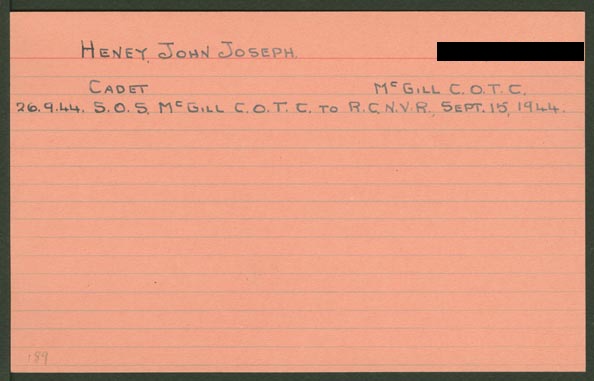 HENEY, JOHN JOSEPH.
CADET McGILL C.O.T.C.
26.9.44. S.O.S. McGILL C.O.T.C. TO R.C.N.V.R., SEPT. 15, 1944.
189